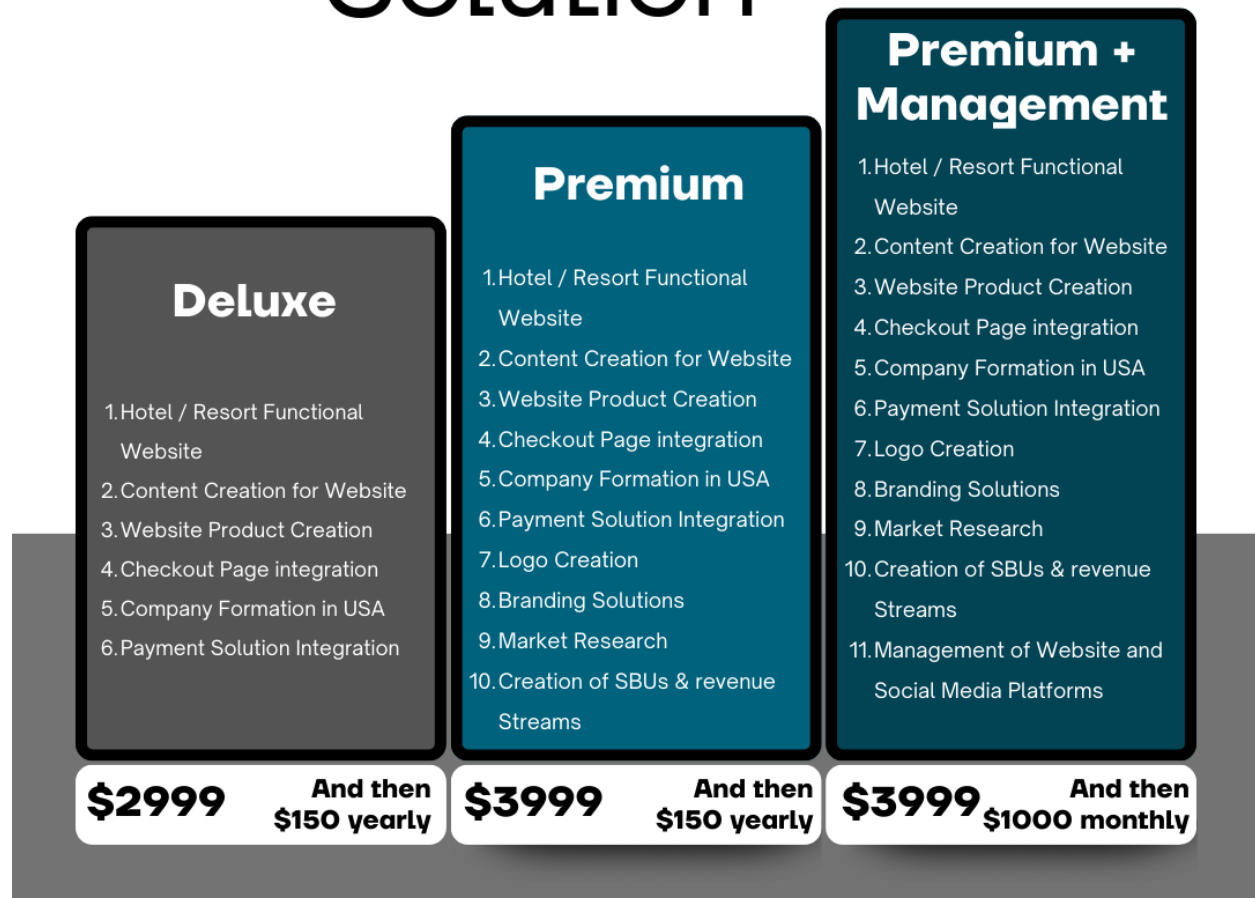 Solution
Deluxe
1. Hotel / Resort Functional
Website
2. Content Creation for Website
3. Website Product Creation
4. Checkout Page integration
5. Company Formation in USA
6. Payment Solution Integration
$2999
And then
$150 yearly
Premium
1. Hotel / Resort Functional
Website
2. Content Creation for Website
3. Website Product Creation
4. Checkout Page integration
5. Company Formation in USA
6. Payment Solution Integration
7. Logo Creation
8. Branding Solutions
9. Market Research
10. Creation of SBUs & revenue
Streams
$3999
And then
$150 yearly
Premium +
Management
1. Hotel / Resort Functional
Website
2. Content Creation for Website
3. Website Product Creation
4. Checkout Page integration
5. Company Formation in USA
6. Payment Solution Integration
7. Logo Creation
8. Branding Solutions
9. Market Research
10. Creation of SBUs & revenue
Streams
11. Management of Website and
Social Media Platforms
$3999
And then
$1000 monthly